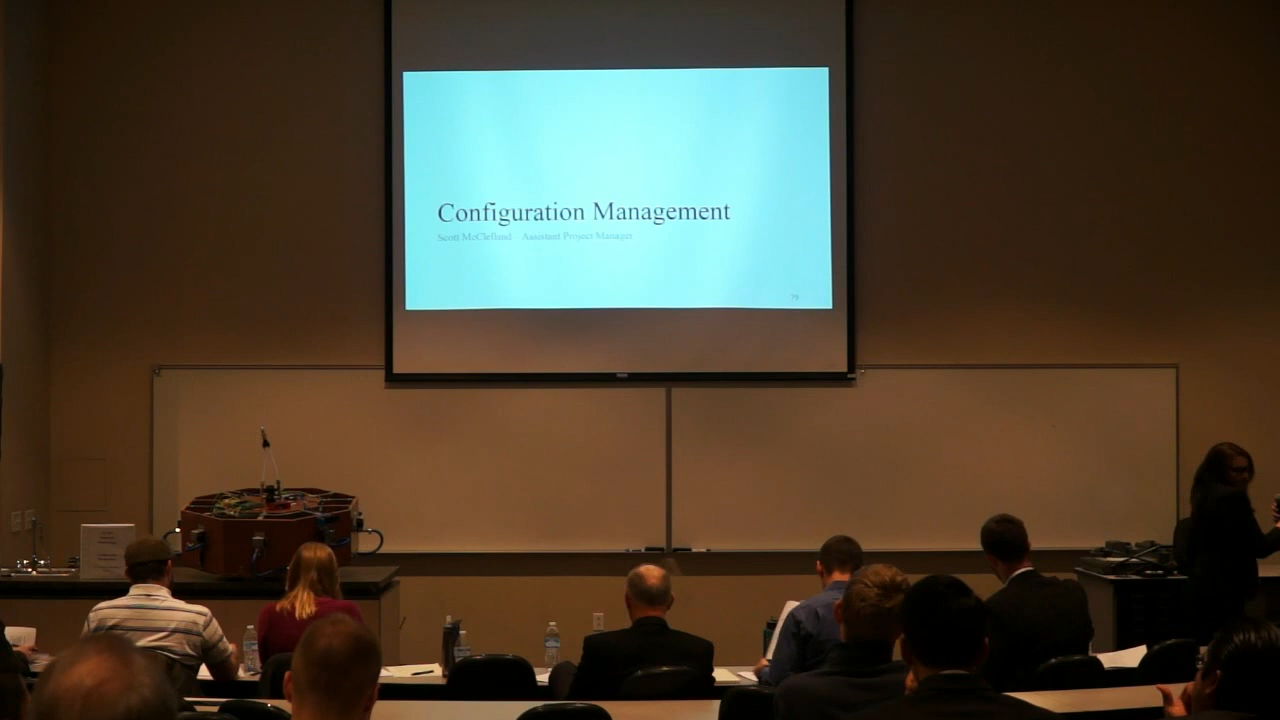 Configuration Management
Scott McClelland Assistant Project Manager
79